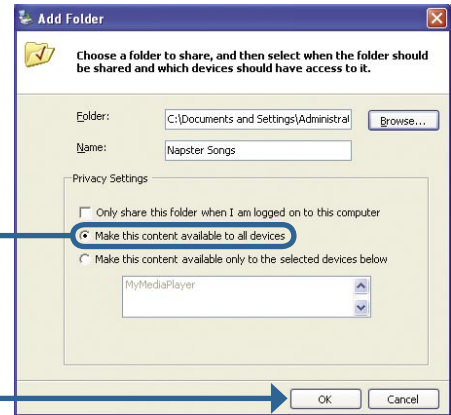 Add Folder
Choose a folder to share, and then select when the folder should
be shared and which devices should have access to it.
Folder:
C:\Documents and Settings\Administrat
Browse...
Name:
Napster Songs
Privacy Settings
Only share this folder when I am logged on to this computer
Make this content available to all devices
Make this content available only to the selected devices below
MyMediaPlayer
OK
Cancel